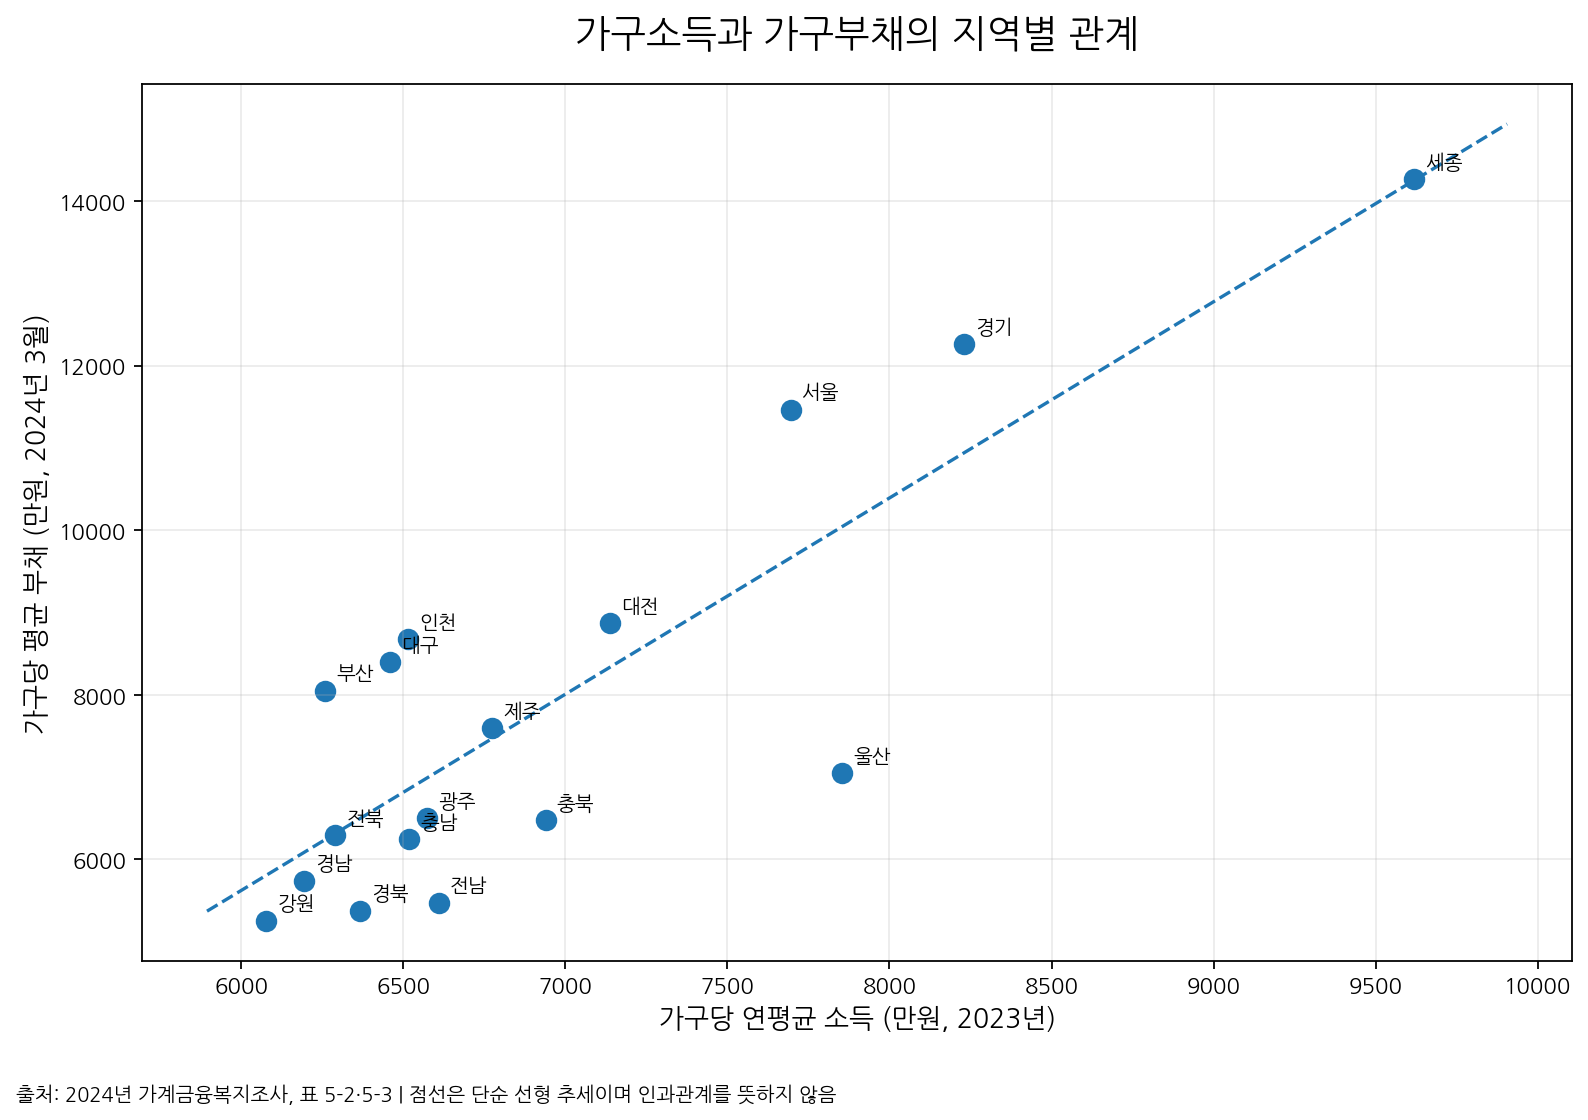 가구소득과 가구부채의 지역별 관계
가구당 평균 부채 (만원, 2024년 3월)
14000
12000
10000
8000
6000
세종
경기
서울
대전
인천
대구
부산
제주
울산
광주
충북
전북
충남
경남
경북
전남
강원
6000 6500 7000 7500 8000 8500 9000 9500 10000
가구당 연평균 소득 (만원, 2023년)
출처: 2024년 가계금융복지조사, 표 5-2·5-3 | 점선은 단순 선형 추세이며 인과관계를 뜻하지 않음